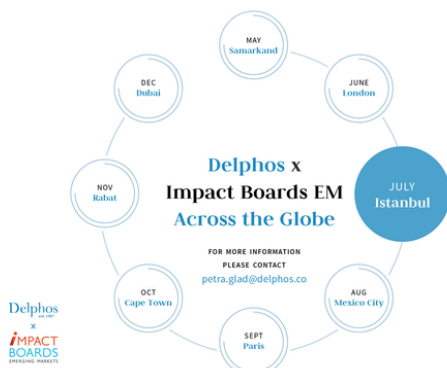 MAY
Samarkand
DEC
Dubai
JUNE
London
Delphos x
Impact Boards EM
Across the Globe
NOV
Rabat
JULY
Istanbul
FOR MORE INFORMATION
PLEASE CONTACT
petra.glad@delphos.co
OCT
Cape Town
AUG
Mexico City
SEPT
Paris
Delphos
x
IMPACT
BOARDS
EMERGING MARKETS